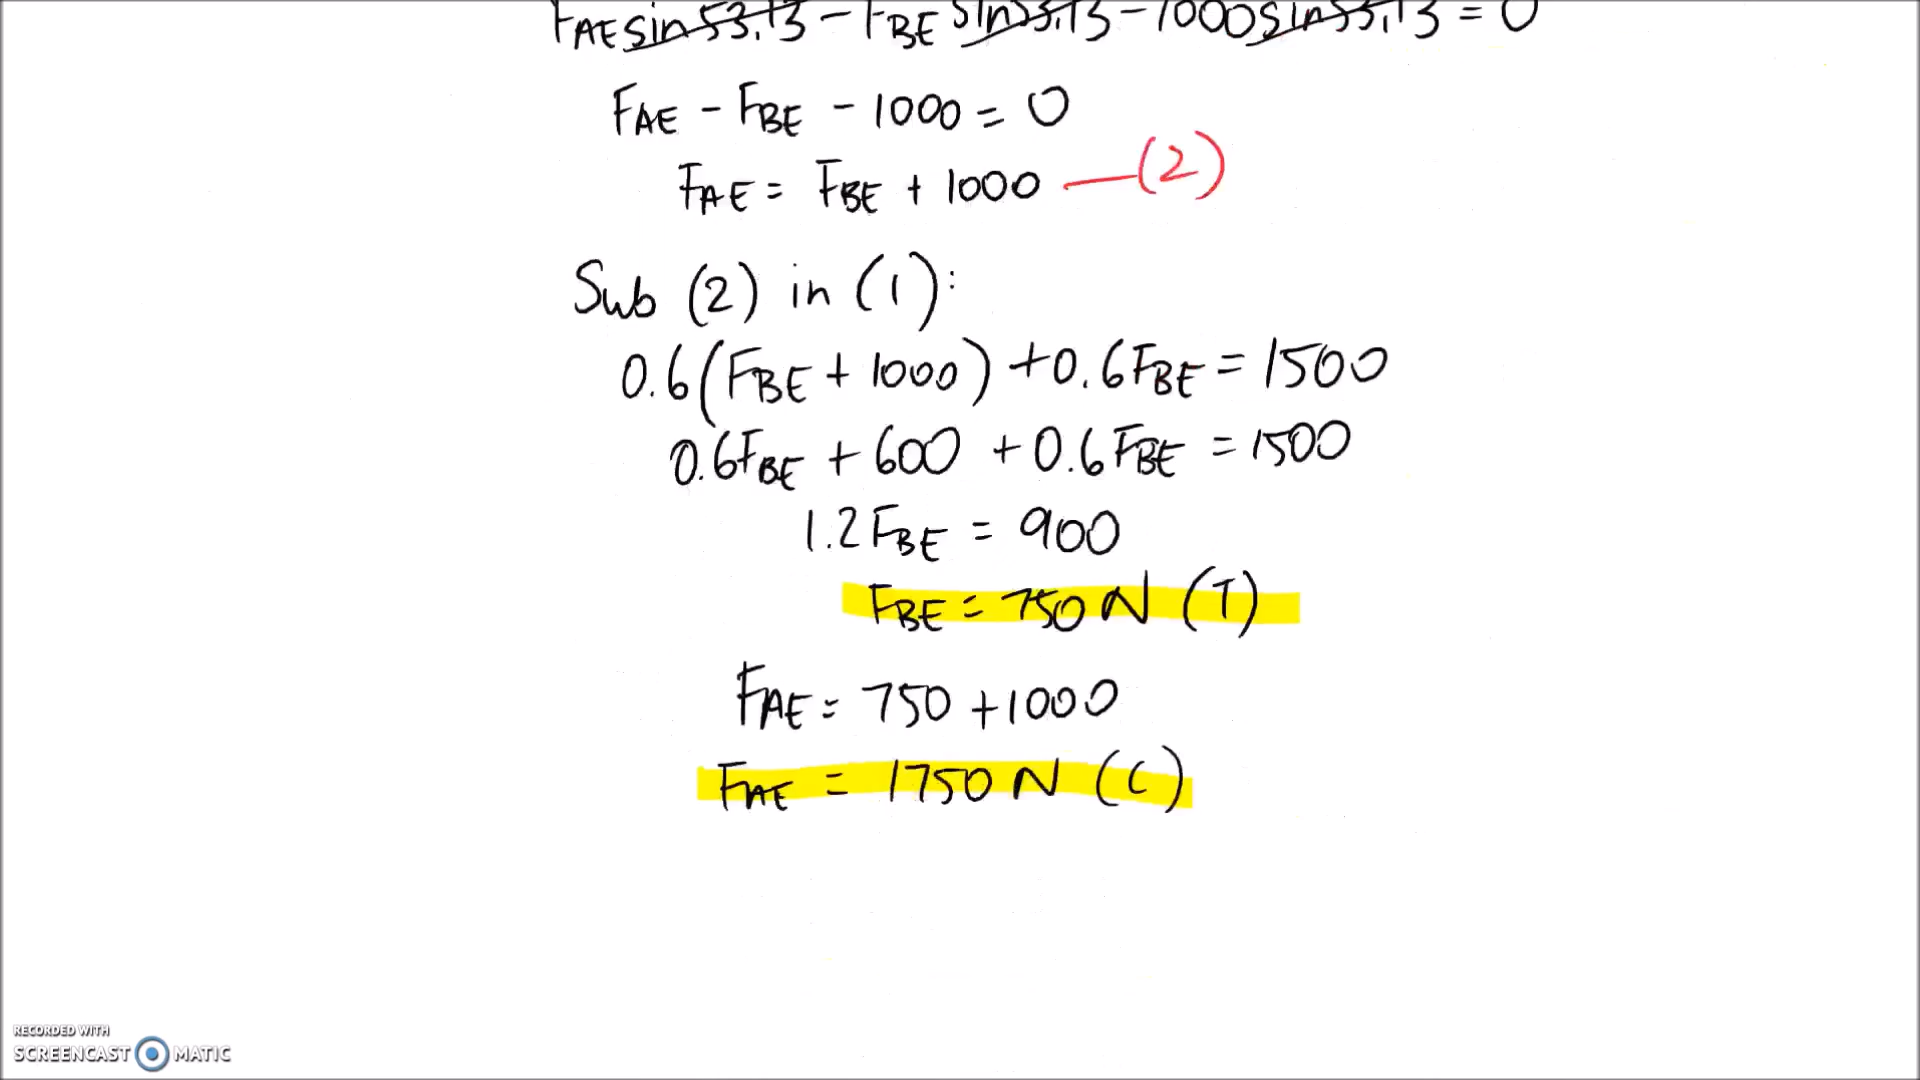 FAE sin53.13 - FBE sin53.13 - 1000 sin53.13 = 0
FAE - FBE - 1000 = 0
FAE = FBE + 1000 —(2)
Sub (2) in (1):
0.6(FBE + 1000) + 0.6FBE = 1500
0.6FBE + 600 + 0.6FBE = 1500
1.2FBE = 900
FBE = 750 N (T)
FAE = 750 + 1000
FAE = 1750 N (C)
RECORDED WITH
SCREENCAST MATIC